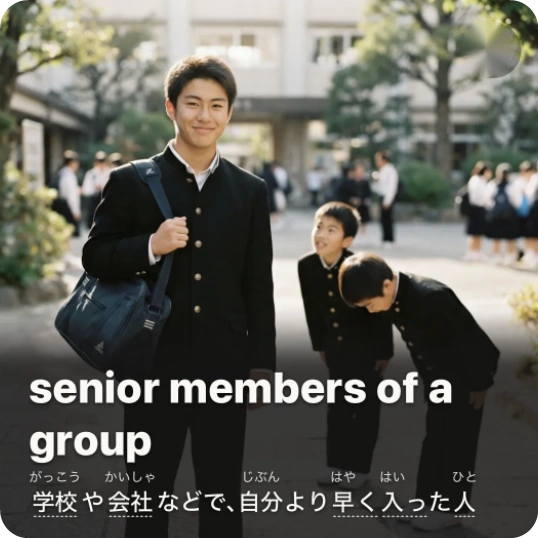 senior members of a
group
がっこう かいしゃ じぶん はや はい ひと
学校や会社などで、自分より早く入った人